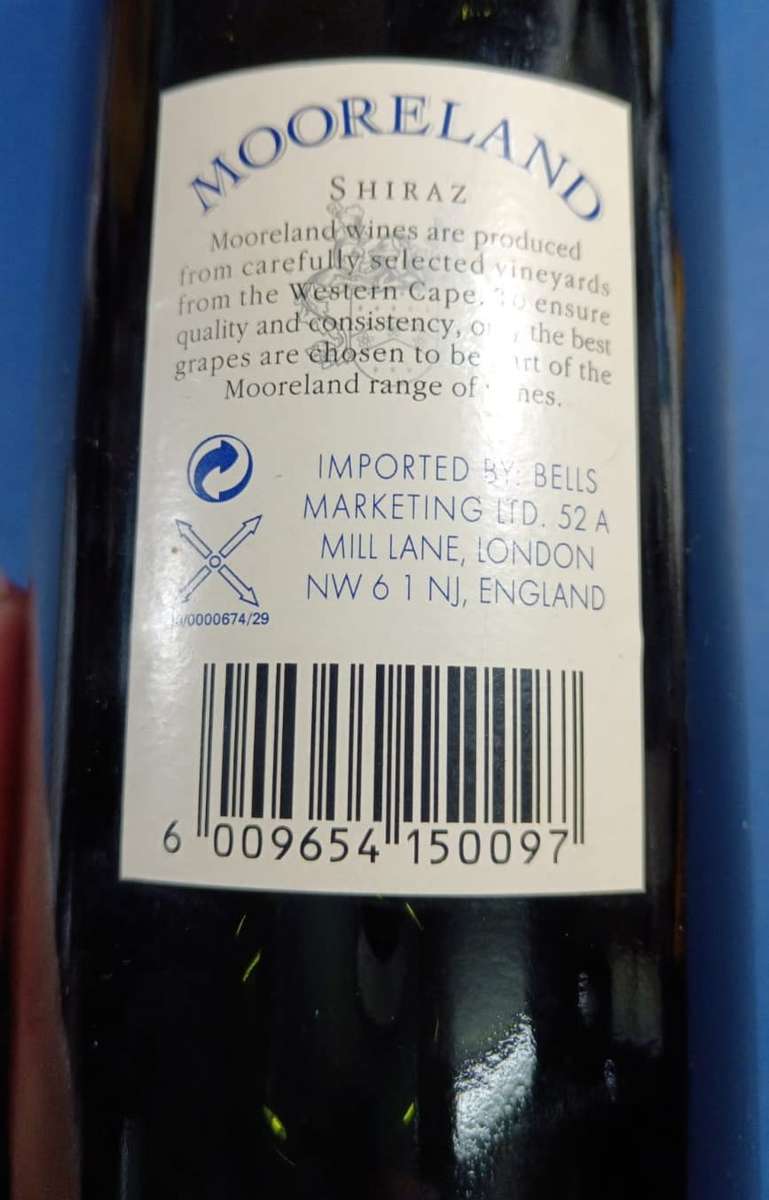 MOORELAND
SHIRAZ
Mooreland wines are produced
from carefully selected vineyards
from the Western Cape. ensure
quality and consistency, the best
grapes are chosen to be of the
Mooreland range of
IMPORTED BY: BELLS
MARKETING LTD. 52 A
MILL LANE, LONDON
NW 6 1 NJ, ENGLAND
/0000674/29
6 009654 150097